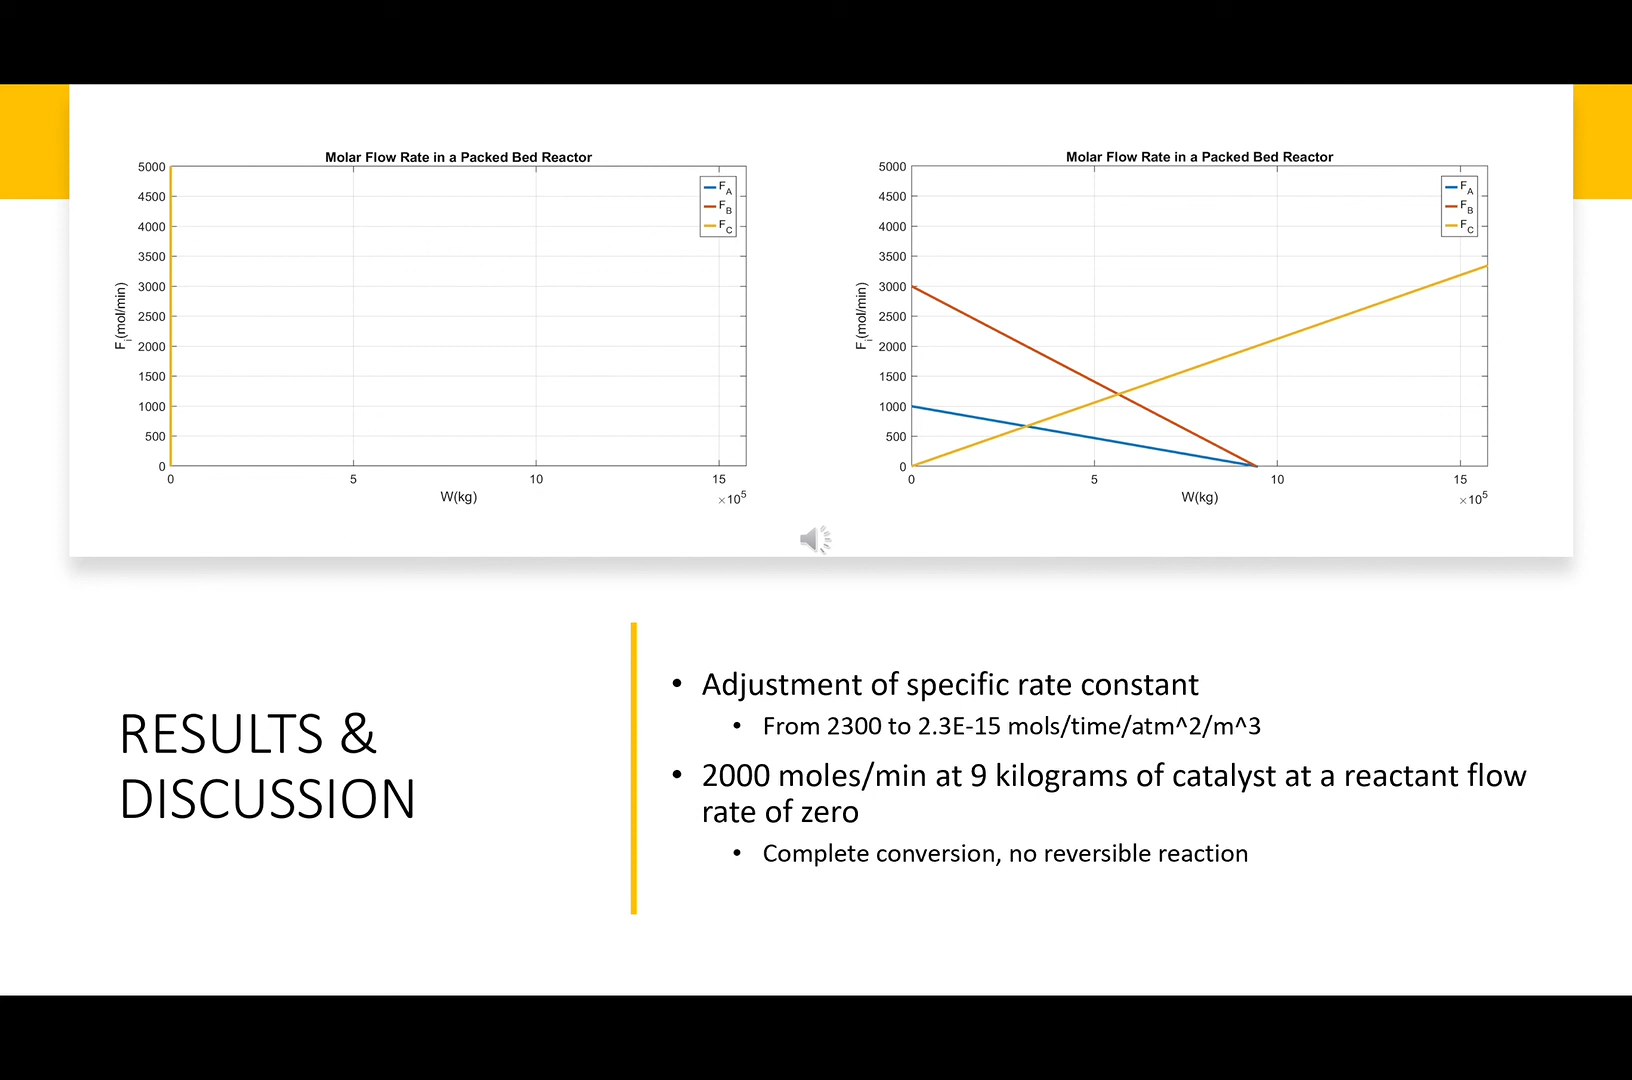 Molar Flow Rate in a Packed Bed Reactor
5000
4500
4000
3500
3000
2500
2000
1500
1000
500
0
F_i(mol/min)
0 5 10 15
×10^5
W(kg)
F_A
F_B
F_C
Molar Flow Rate in a Packed Bed Reactor
5000
4500
4000
3500
3000
2500
2000
1500
1000
500
0
F_i(mol/min)
0 5 10 15
×10^5
W(kg)
F_A
F_B
F_C
RESULTS &
DISCUSSION
• Adjustment of specific rate constant
• From 2300 to 2.3E-15 mols/time/atm^2/m^3
• 2000 moles/min at 9 kilograms of catalyst at a reactant flow
rate of zero
• Complete conversion, no reversible reaction